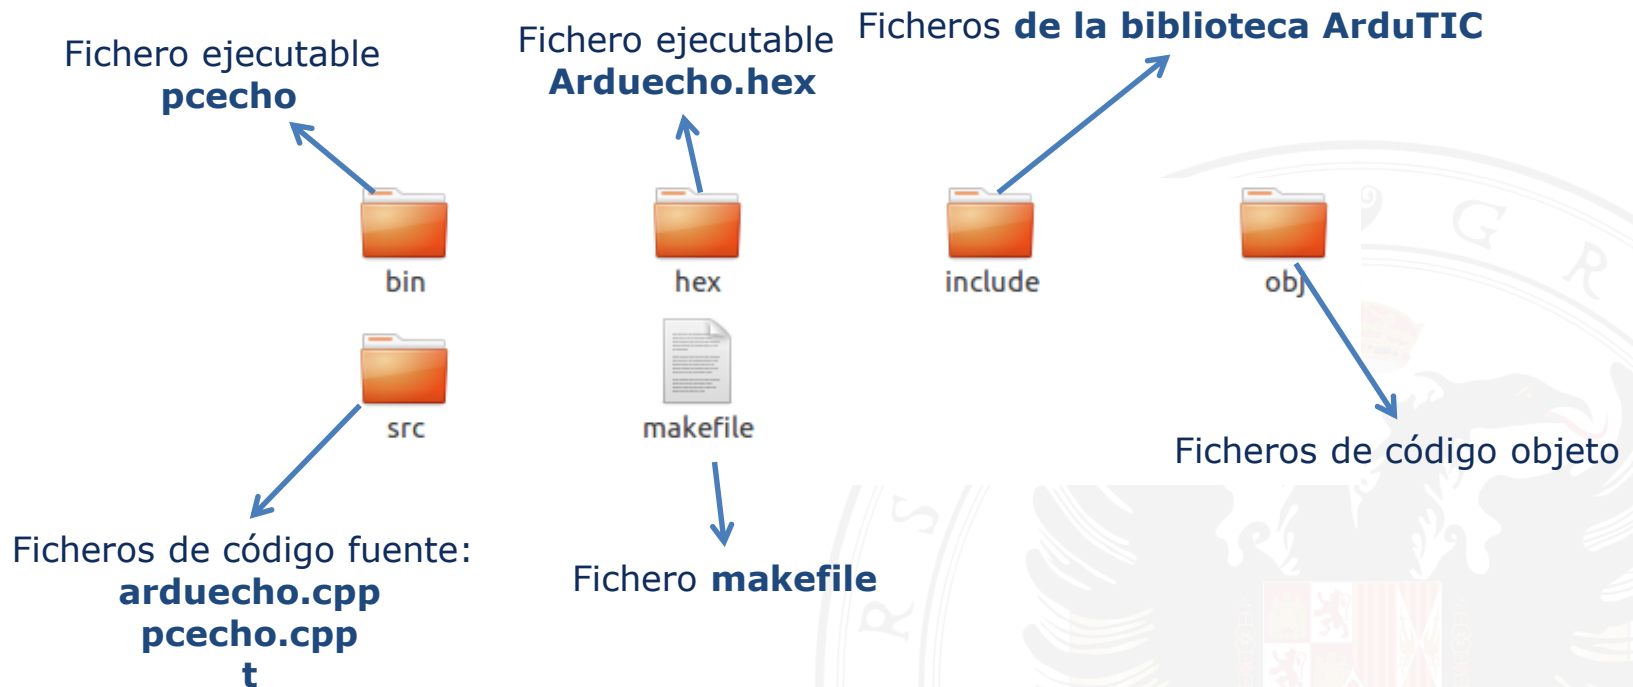 Fichero ejecutable
pcecho
Fichero ejecutable
Arduecho.hex
Ficheros de la biblioteca ArduTIC
bin
hex
include
obj
src
makefile
Ficheros de código objeto
Ficheros de código fuente:
arduecho.cpp
pcecho.cpp
t
Fichero makefile
G
R
S
R